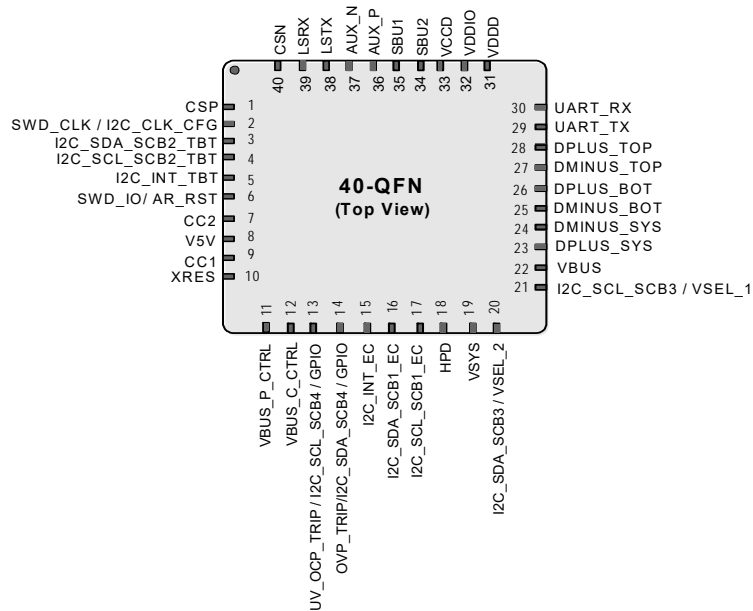 CSN
LSRX
LSTX
AUX_N
AUX_P
SBU1
SBU2
VCCD
VDDIO
VDDD
40
39
38
37
36
35
34
33
32
31
CSP 1
SWD_CLK / I2C_CLK_CFG 2
I2C_SDA_SCB2_TBT 3
I2C_SCL_SCB2_TBT 4
I2C_INT_TBT 5
SWD_IO/ AR_RST 6
CC2 7
V5V 8
CC1 9
XRES 10
40-QFN
(Top View)
30 UART_RX
29 UART_TX
28 DPLUS_TOP
27 DMINUS_TOP
26 DPLUS_BOT
25 DMINUS_BOT
24 DMINUS_SYS
23 DPLUS_SYS
22 VBUS
21 I2C_SCL_SCB3 / VSEL_1
11
12
13
14
15
16
17
18
19
20
VBUS_P_CTRL
VBUS_C_CTRL
UV_OCP_TRIP / I2C_SCL_SCB4 / GPIO
OVP_TRIP/I2C_SDA_SCB4 / GPIO
I2C_INT_EC
I2C_SDA_SCB1_EC
I2C_SCL_SCB1_EC
HPD
VSYS
I2C_SDA_SCB3 / VSEL_2